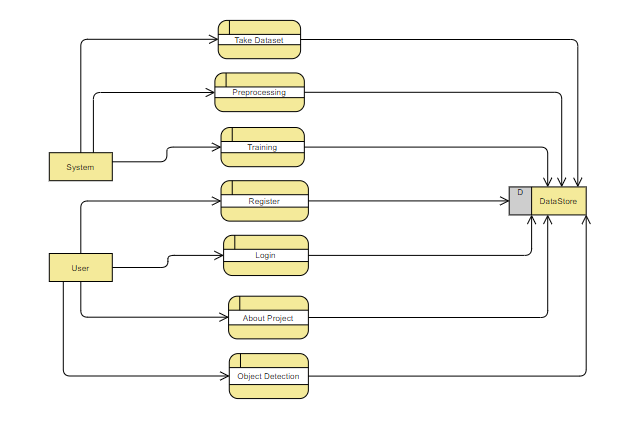 Take Dataset
Preprocessing
Training
System
Register
D
DataStore
Login
User
About Project
Object Detection